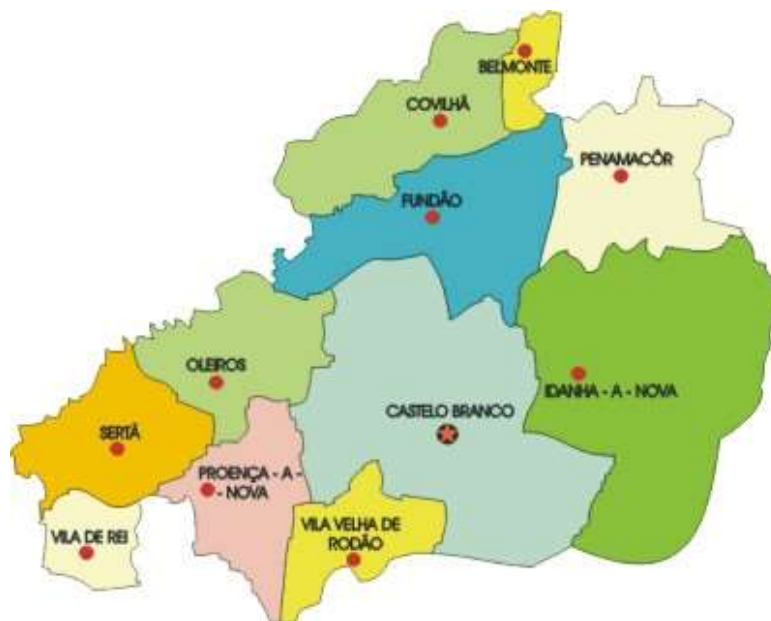 BELMONTE
COVILHÃ
PENAMACÔR
FUNDÃO
OLEIROS
IDANHA - A - NOVA
CASTELO BRANCO
SERTÃ
PROENÇA - A -
- NOVA
VILA VELHA DE
RODÃO
VILA DE REI